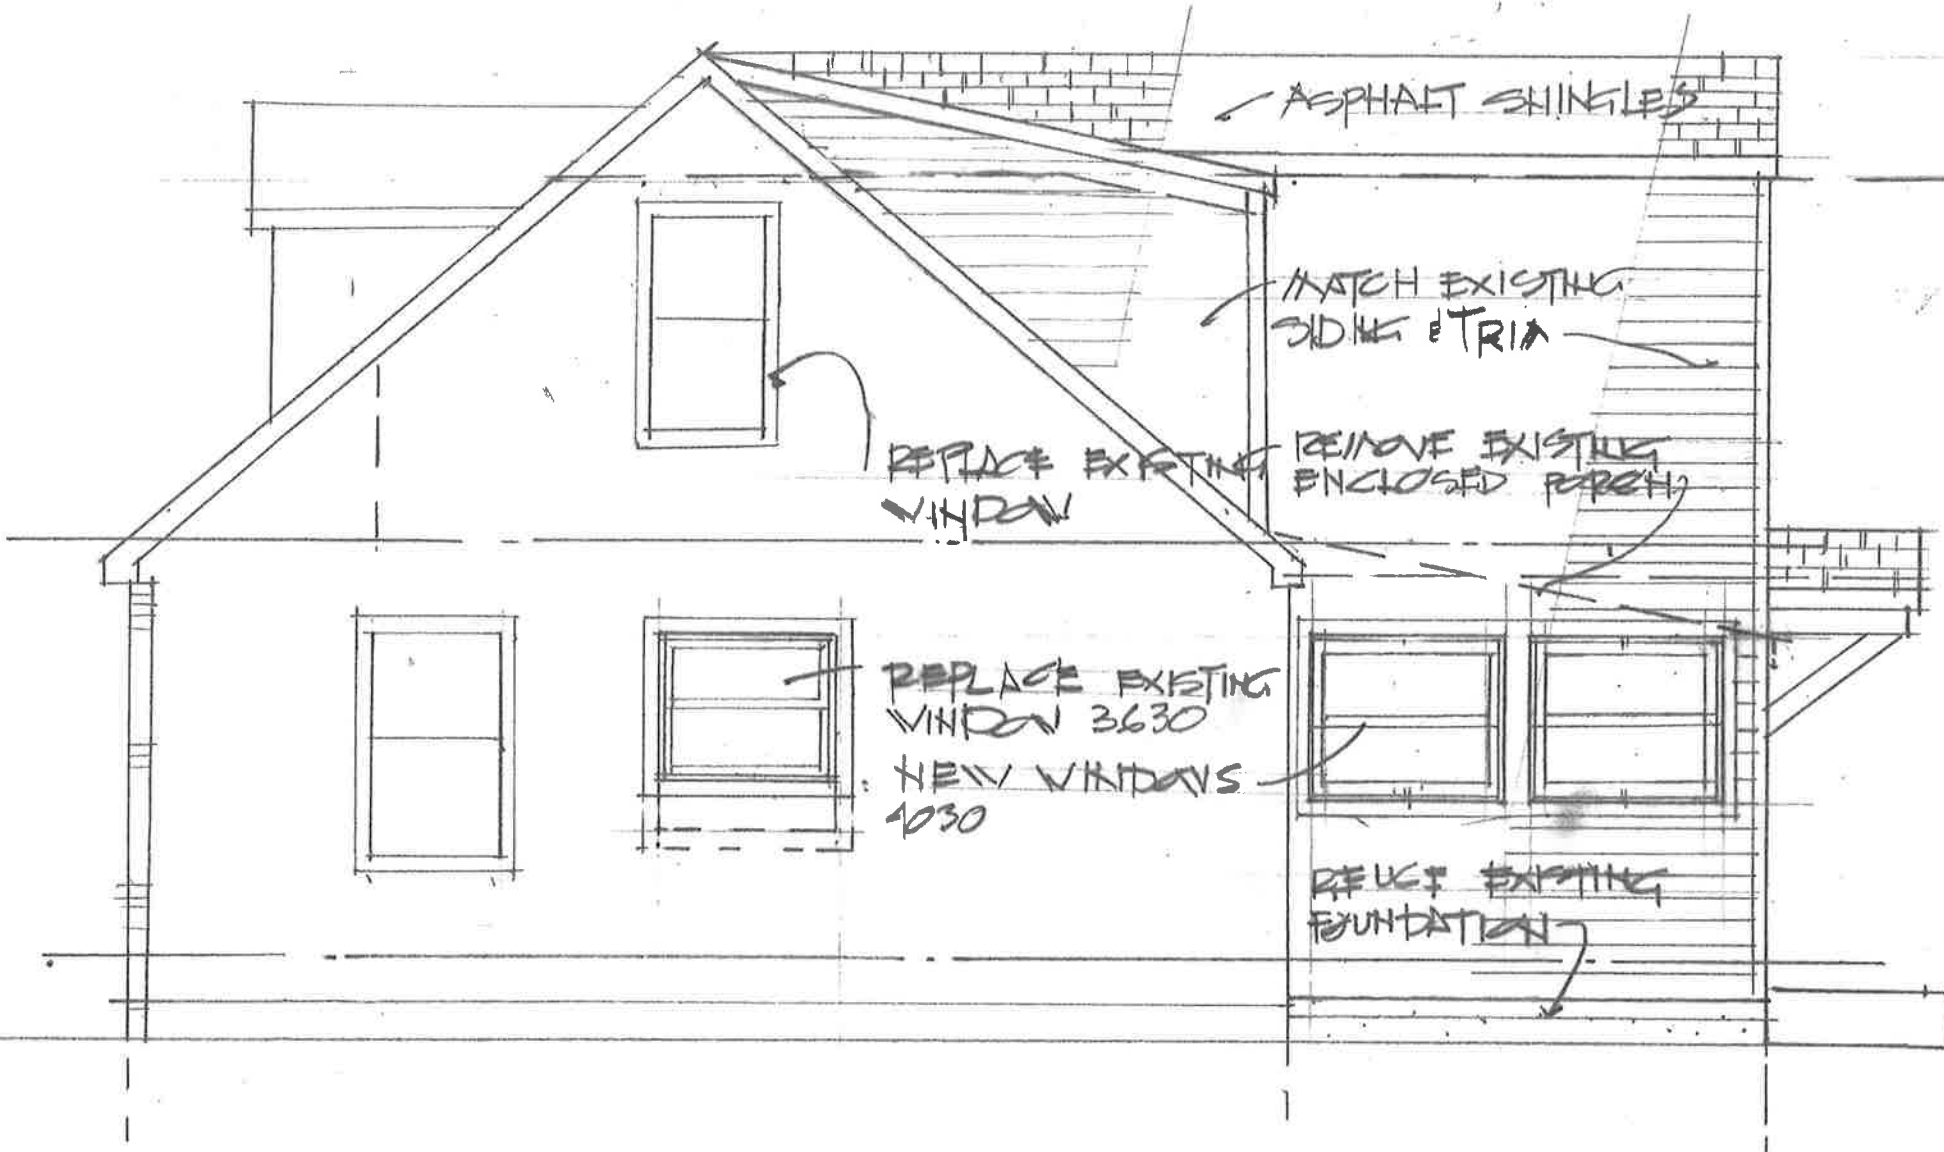 ASPHALT SHINGLES
MATCH EXISTING
SIDING & TRIM
REPLACE EXISTING
WINDOW
REMOVE EXISTING
ENCLOSED PORCH
REPLACE EXISTING
WINDOW 3630
NEW WINDOWS
4030
REUSE EXISTING
FOUNDATION